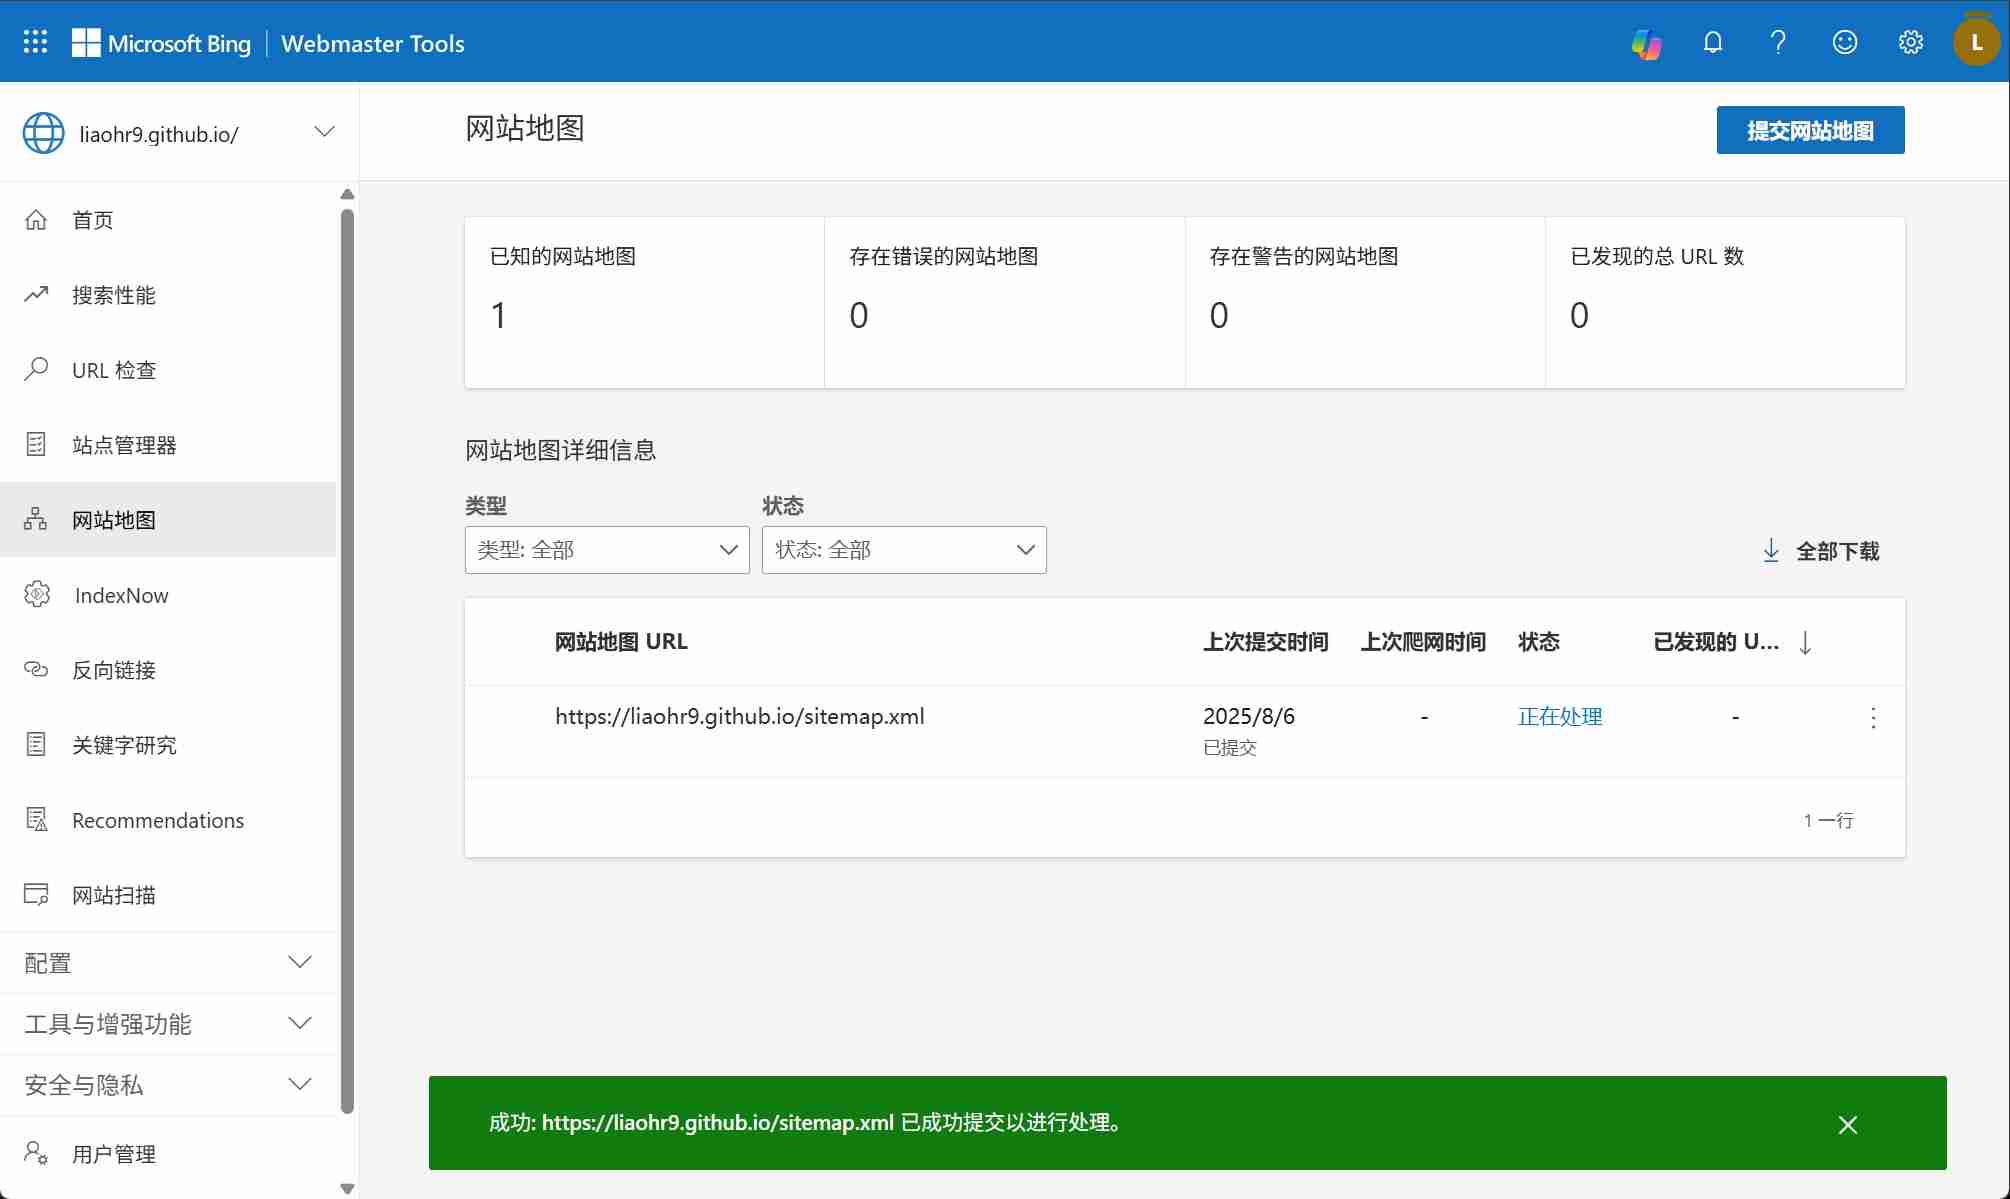 Microsoft Bing
Webmaster Tools
L
liaohr9.github.io/
首页
搜索性能
URL 检查
站点管理器
网站地图
IndexNow
反向链接
关键字研究
Recommendations
网站扫描
配置
工具与增强功能
安全与隐私
用户管理
网站地图
提交网站地图
已知的网站地图
1
存在错误的网站地图
0
存在警告的网站地图
0
已发现的总 URL 数
0
网站地图详细信息
类型
类型: 全部
状态
状态: 全部
全部下载
网站地图 URL
上次提交时间
上次爬网时间
状态
已发现的 U...
https://liaohr9.github.io/sitemap.xml
2025/8/6
已提交
-
正在处理
-
1 一行
成功: https://liaohr9.github.io/sitemap.xml 已成功提交以进行处理。